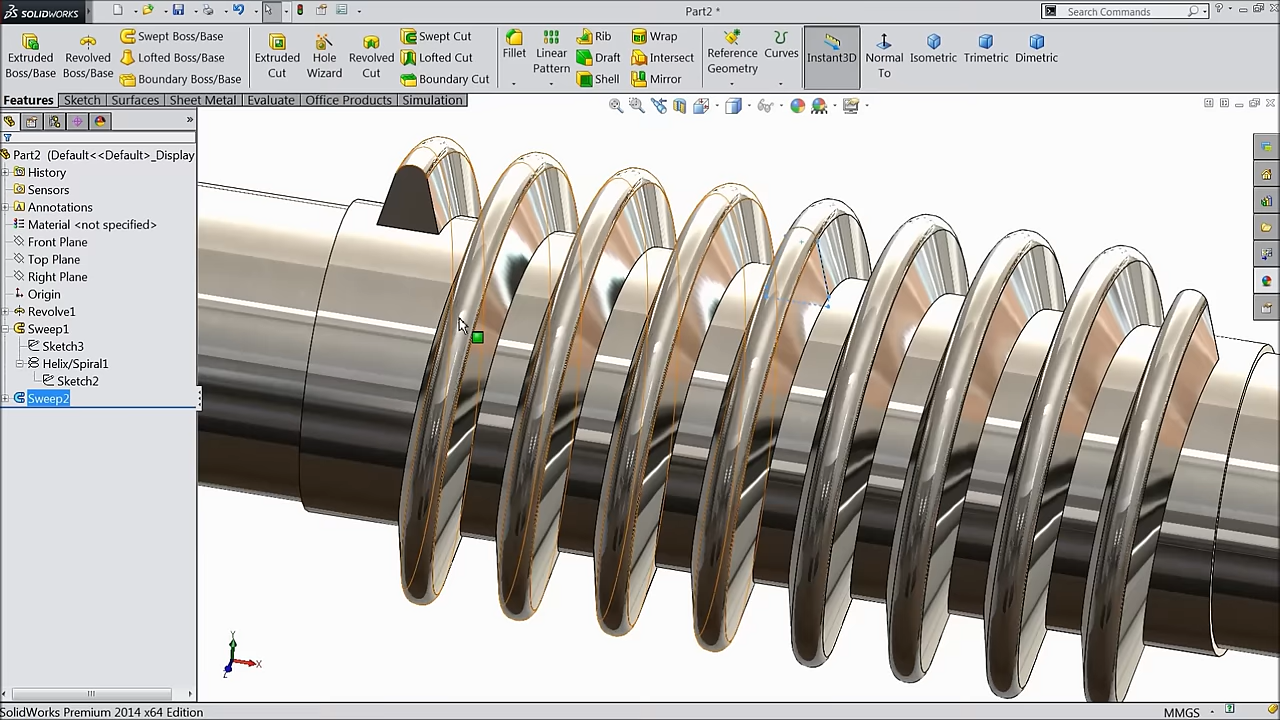 SOLIDWORKS
Part2 *
Search Commands
Extruded Boss/Base
Revolved Boss/Base
Swept Boss/Base
Lofted Boss/Base
Boundary Boss/Base
Extruded Cut
Hole Wizard
Revolved Cut
Swept Cut
Lofted Cut
Boundary Cut
Fillet
Linear Pattern
Rib
Draft
Shell
Wrap
Intersect
Mirror
Reference Geometry
Curves
Instant3D
Normal To
Isometric
Trimetric
Dimetric
Features
Sketch
Surfaces
Sheet Metal
Evaluate
Office Products
Simulation
Part2 (Default<<Default>_Display
History
Sensors
Annotations
Material <not specified>
Front Plane
Top Plane
Right Plane
Origin
Revolve1
Sweep1
Sketch3
Helix/Spiral1
Sketch2
Sweep2
Y
X
Z
SolidWorks Premium 2014 x64 Edition
MMGS